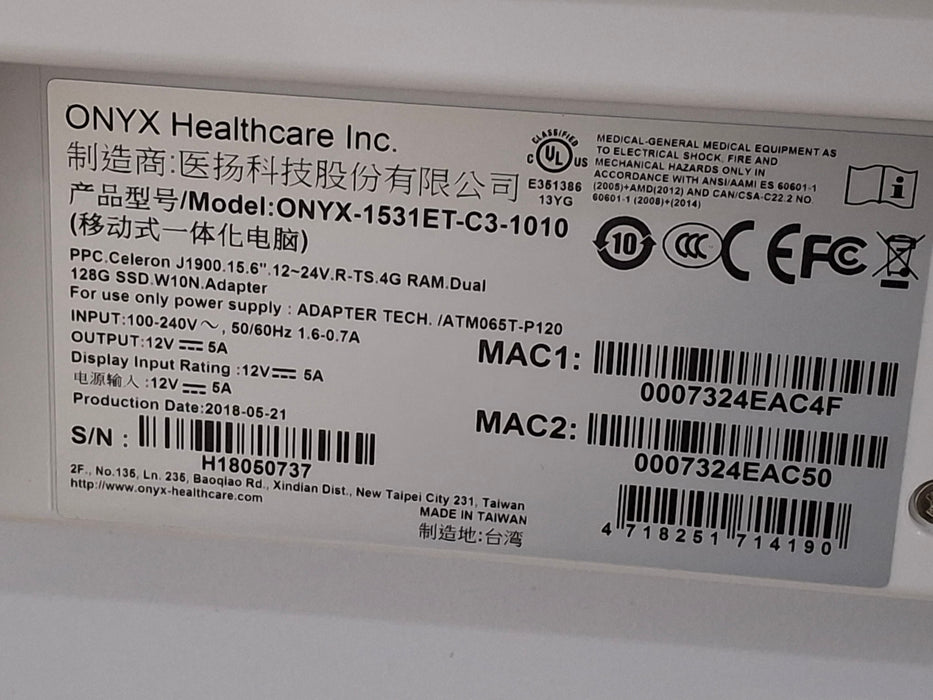 ONYX Healthcare Inc.
制造商:医扬科技股份有限公司
产品型号/Model:ONYX-1531ET-C3-1010
(移动式一体化电脑)
PPC.Celeron J1900.15.6".12~24V.R-TS.4G RAM.Dual
128G SSD.W10N.Adapter
For use only power supply : ADAPTER TECH. /ATM065T-P120
INPUT:100-240V～, 50/60Hz 1.6-0.7A
OUTPUT:12V ⎓ 5A
Display Input Rating :12V⎓ 5A
电源输入 :12V ⎓ 5A
Production Date:2018-05-21
S/N :
H18050737
2F., No.135, Ln. 235, Baoqiao Rd., Xindian Dist., New Taipei City 231, Taiwan
http://www.onyx-healthcare.com
MADE IN TAIWAN
制造地:台湾
CLASSIFIED
C UL US
E351386
13YG
MEDICAL-GENERAL MEDICAL EQUIPMENT AS
TO ELECTRICAL SHOCK, FIRE AND
MECHANICAL HAZARDS ONLY IN
ACCORDANCE WITH ANSI/AAMI ES 60601-1
(2005)+AMD(2012) AND CAN/CSA-C22.2 NO.
60601-1 (2008)+(2014)
i
10
CCC
CE
FC
MAC1:
0007324EAC4F
MAC2:
0007324EAC50
4 718251 714190